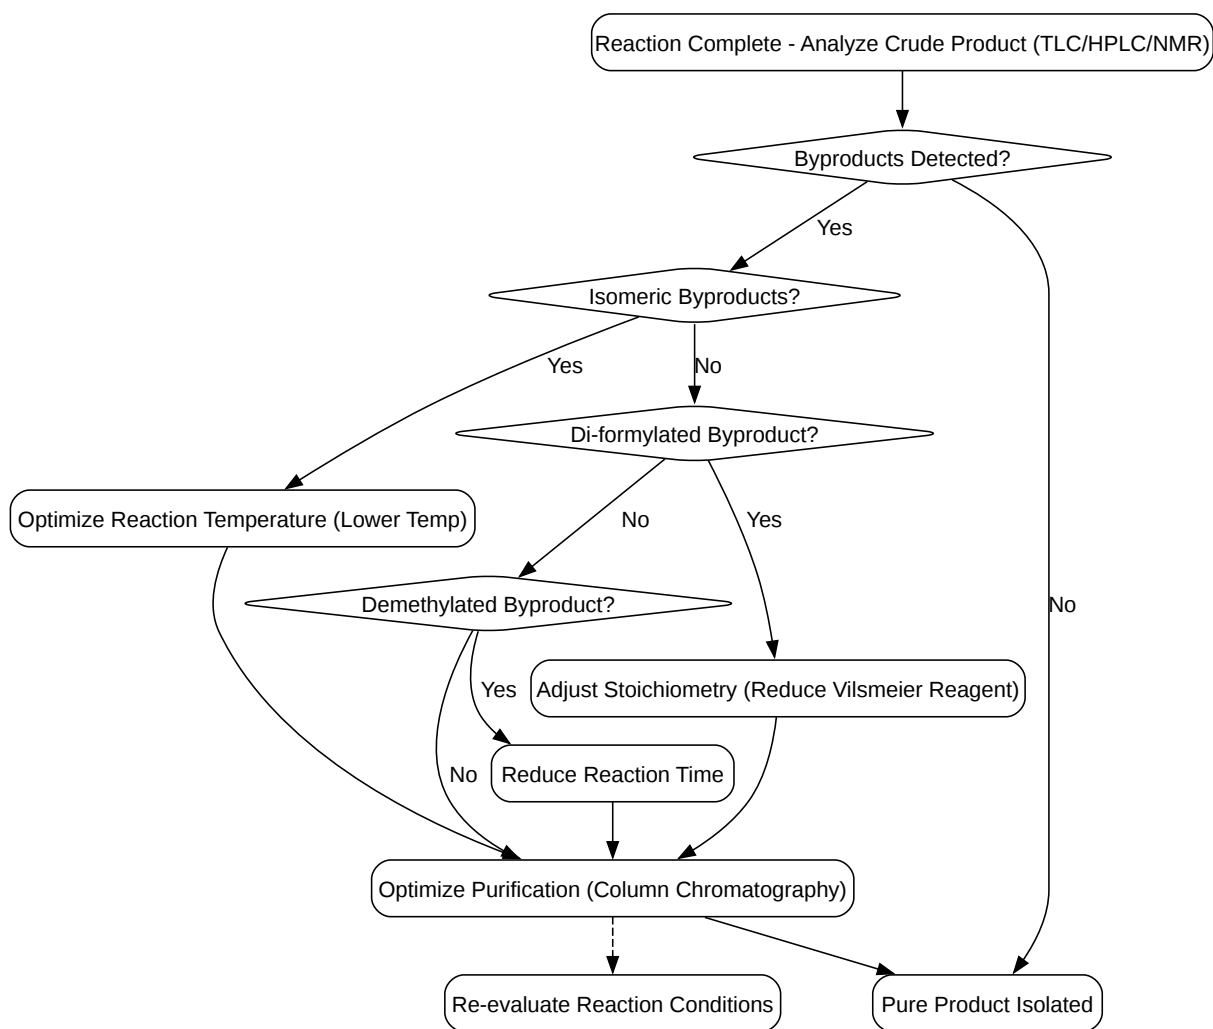 Reaction Complete - Analyze Crude Product (TLC/HPLC/NMR)
Byproducts Detected?
Yes
Isomeric Byproducts?
Yes
No
Di-formylated Byproduct?
Optimize Reaction Temperature (Lower Temp)
No
Yes
Demethylated Byproduct?
No
Yes
Adjust Stoichiometry (Reduce Vilsmeier Reagent)
No
Reduce Reaction Time
Optimize Purification (Column Chromatography)
Re-evaluate Reaction Conditions
Pure Product Isolated